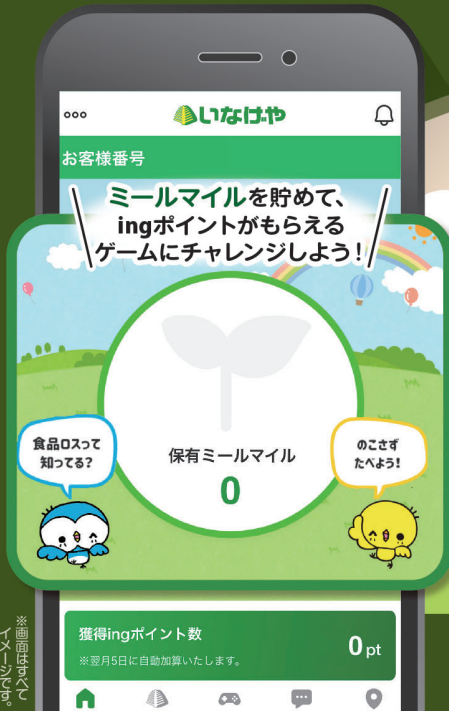 いなげや
お客様番号
ミールマイルを貯めて、
ingポイントがもらえる
ゲームにチャレンジしよう！
食品ロスって
知ってる？
のこさず
たべよう！
保有ミールマイル
0
獲得ingポイント数
※翌月5日に自動加算いたします。
0pt
※画面はすべて
イメージです。